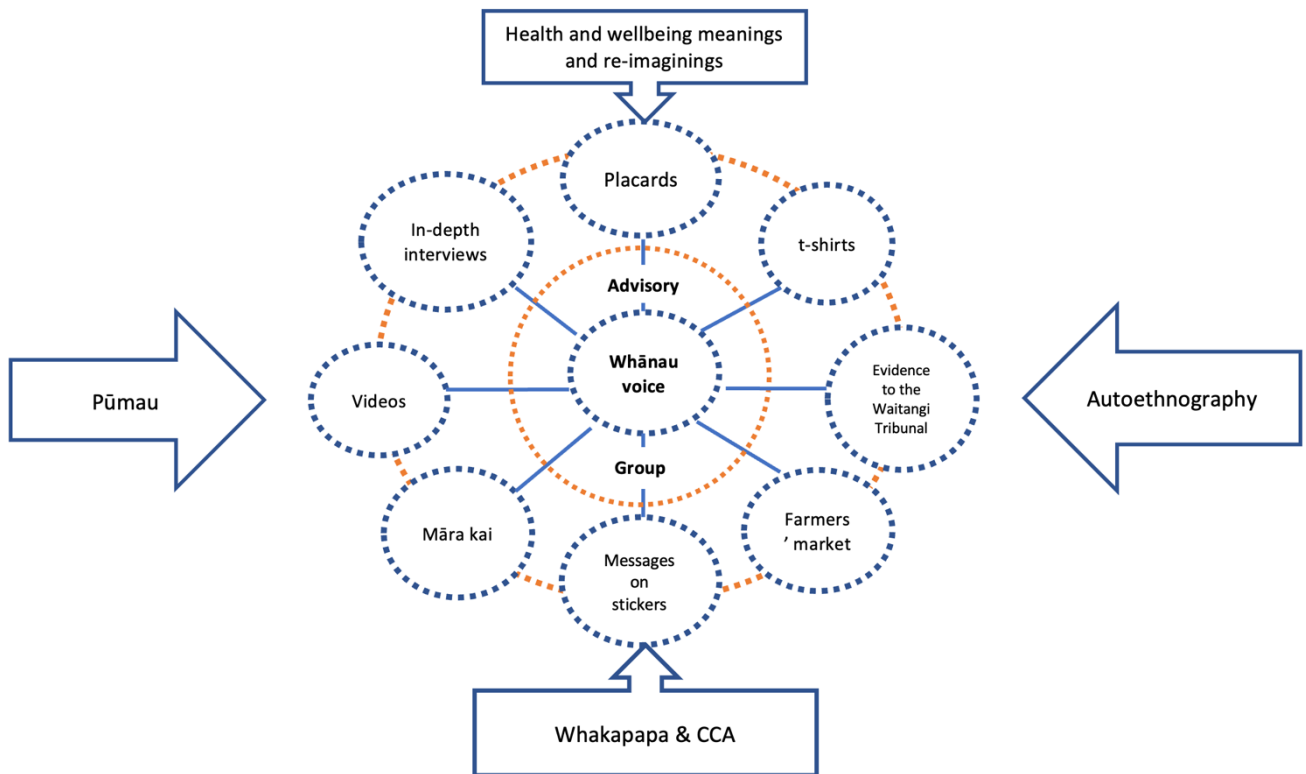 Health and wellbeing meanings
and re-imaginings
Placards
In-depth
interviews
t-shirts
Advisory
Whānau
voice
Group
Pūmau
Videos
Evidence
to the
Waitangi
Tribunal
Autoethnography
Māra kai
Farmers
’ market
Messages
on
stickers
Whakapapa & CCA